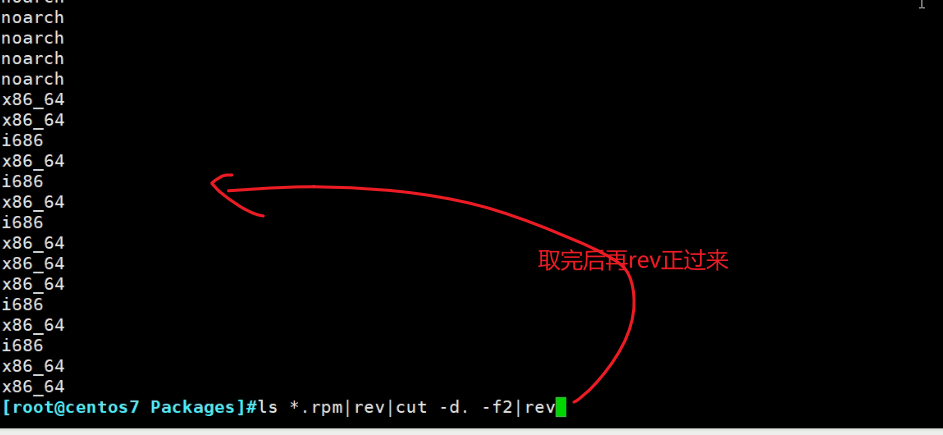 noarch
noarch
noarch
noarch
noarch
x86_64
x86_64
i686
x86_64
i686
x86_64
i686
x86_64
x86_64
x86_64
i686
x86_64
i686
x86_64
x86_64
取完后再rev正过来
[root@centos7 Packages]#ls *.rpm|rev|cut -d. -f2|rev